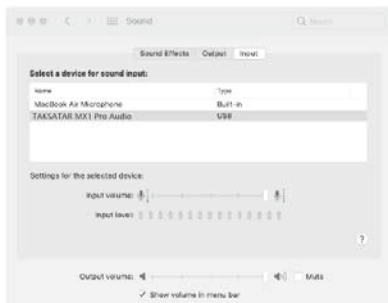 Sound
Search
Sound Effects Output Input
Select a device for sound input:
Name Type
MacBook Air Microphone Built-in
TAKSATAR MX1 Pro Audio USB
Settings for the selected device:
Input volume:
Input level:
?
Output volume: Mute
✓ Show volume in menu bar